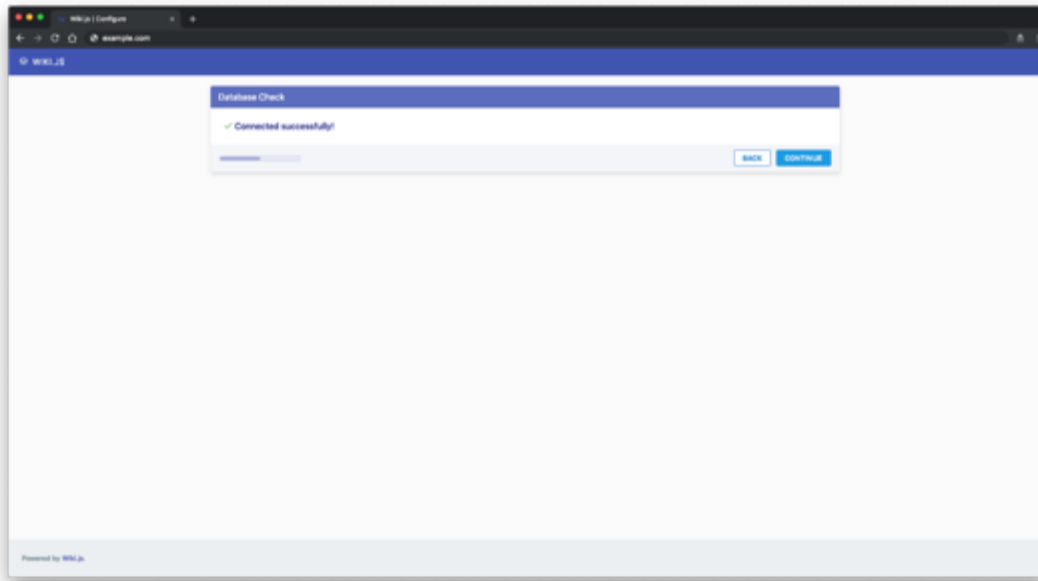 Wiki.js | Configure
example.com
WIKI.JS
Database Check
Connected successfully!
BACK CONTINUE
Powered by Wiki.js.